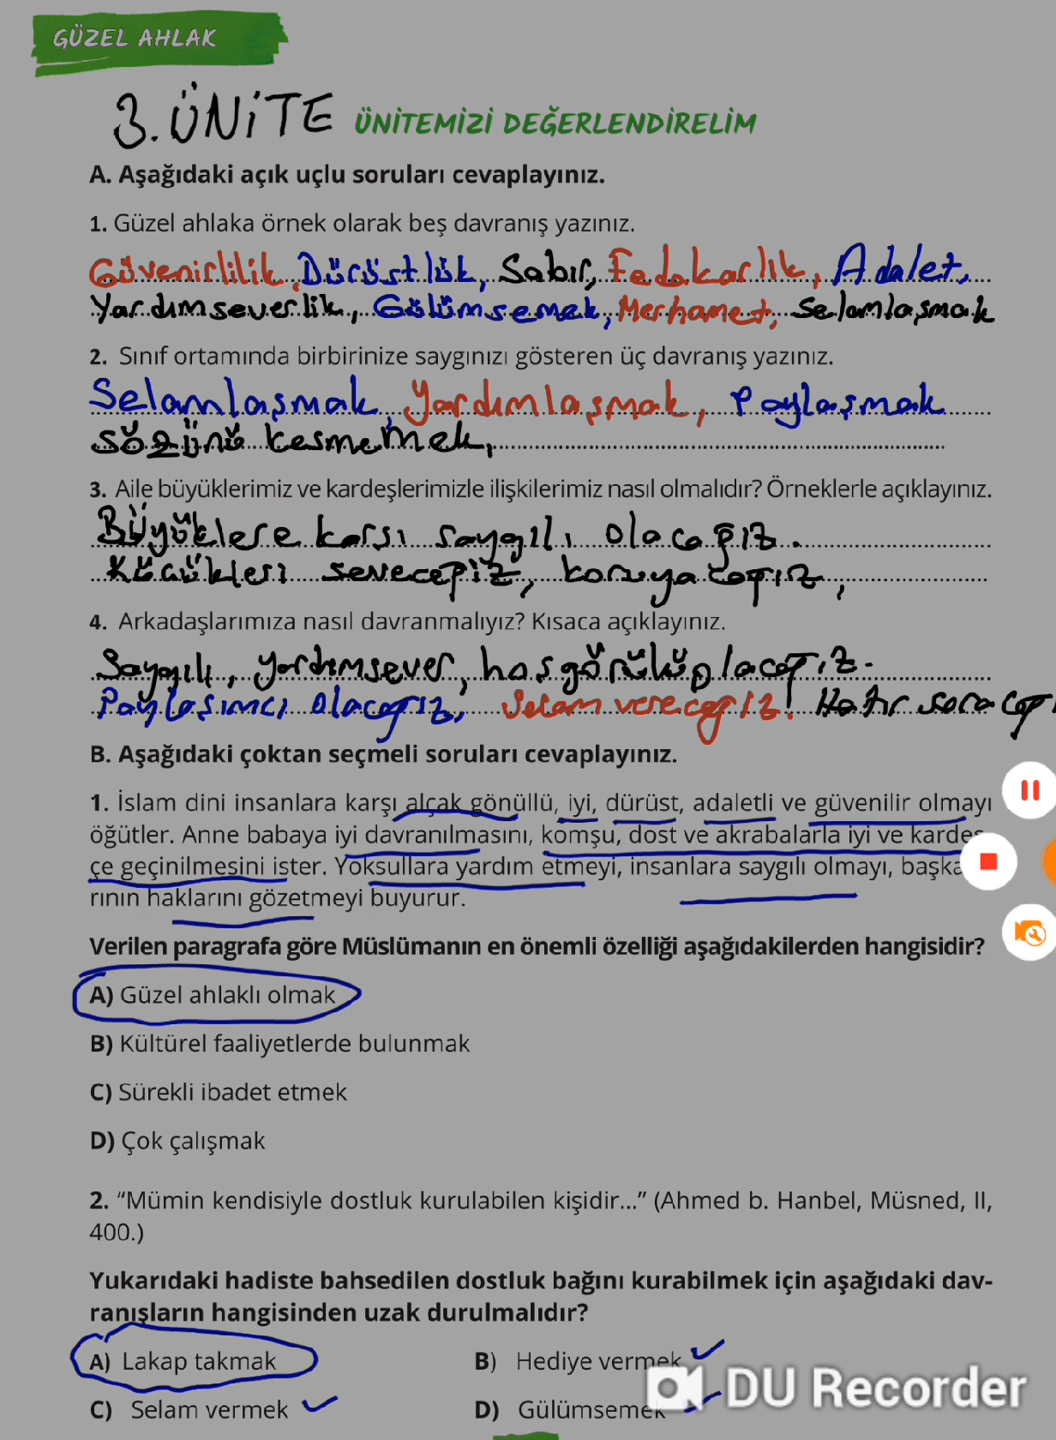 GÜZEL AHLAK
3. ÜNİTE ÜNİTEMİZİ DEĞERLENDİRELİM
A. Aşağıdaki açık uçlu soruları cevaplayınız.
1. Güzel ahlaka örnek olarak beş davranış yazınız.
Güvenirlilik, Dürüstlük, Sabır, Fedakarlık, Adalet,
Yardımseverlik, Gülümsemek, Merhamet, Selamlaşmak
2. Sınıf ortamında birbirinize saygınızı gösteren üç davranış yazınız.
Selamlaşmak, Yardımlaşmak, Paylaşmak
sözünü kesmemek,
3. Aile büyüklerimiz ve kardeşlerimizle ilişkilerimiz nasıl olmalıdır? Örneklerle açıklayınız.
Büyüklere karşı saygılı olacağız.
Küçükleri seveceğiz, koruyacağız,
4. Arkadaşlarımıza nasıl davranmalıyız? Kısaca açıklayınız.
Saygılı, yardımsever, hoşgörülü olacağız.
Paylaşımcı olacağız, Selam vereceğiz! Hatır
B. Aşağıdaki çoktan seçmeli soruları cevaplayınız.
1. İslam dini insanlara karşı alçak gönüllü, iyi, dürüst, adaletli ve güvenilir olmayı
öğütler. Anne babaya iyi davranılmasını, komşu, dost ve akrabalarla iyi ve kardeş
çe geçinilmesini ister. Yoksullara yardım etmeyi, insanlara saygılı olmayı, başka
rının haklarını gözetmeyi buyurur.
Verilen paragrafa göre Müslümanın en önemli özelliği aşağıdakilerden hangisidir?
A) Güzel ahlaklı olmak
B) Kültürel faaliyetlerde bulunmak
C) Sürekli ibadet etmek
D) Çok çalışmak
2. “Mümin kendisiyle dostluk kurulabilen kişidir...” (Ahmed b. Hanbel, Müsned, II,
400.)
Yukarıdaki hadiste bahsedilen dostluk bağını kurabilmek için aşağıdaki dav-
ranışların hangisinden uzak durulmalıdır?
A) Lakap takmak B) Hediye vermek
C) Selam vermek D) Gülümsemek
DU Recorder